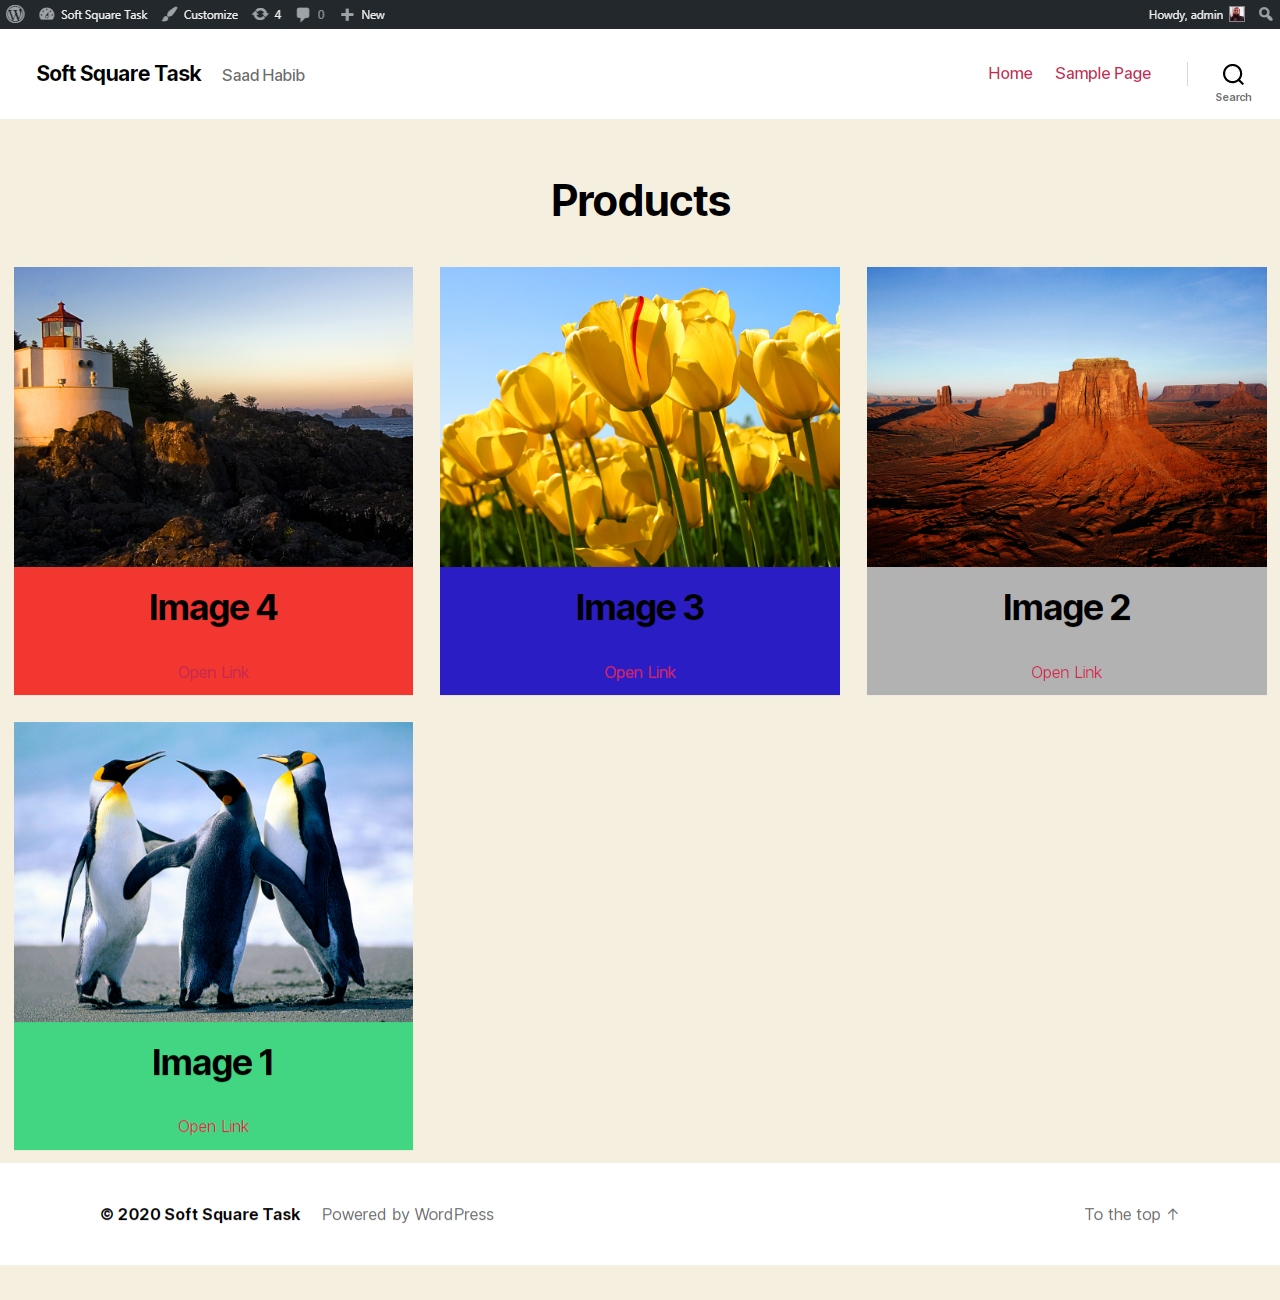 Soft Square Task Customize 4 0 New Howdy, admin
Soft Square Task Saad Habib Home Sample Page
Search
Products
Image 4 Image 3 Image 2
Open Link Open Link Open Link
Image 1
Open Link
© 2020 Soft Square Task Powered by WordPress To the top ↑